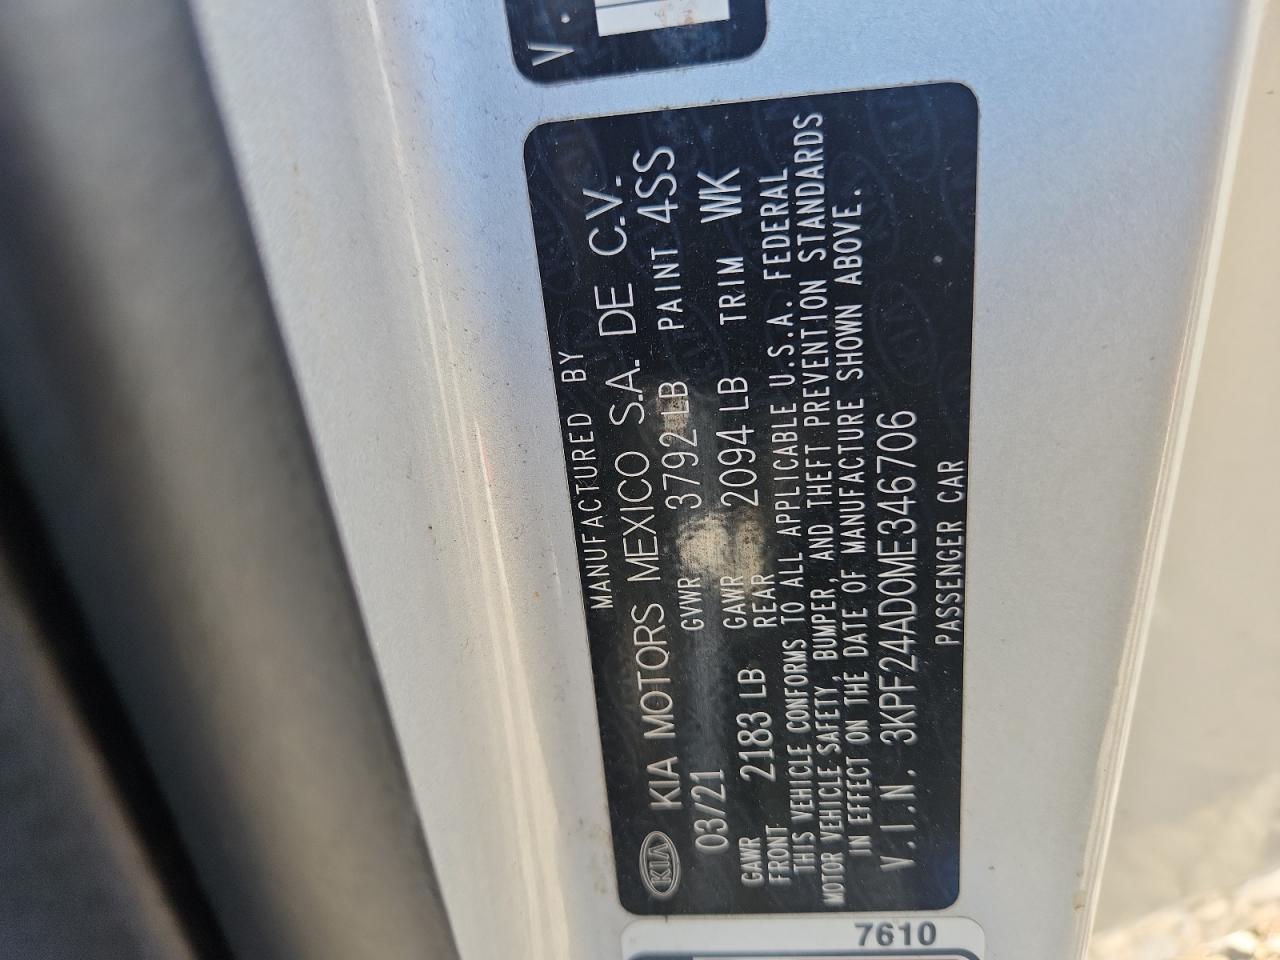 V.
MANUFACTURED BY
KIA KIA MOTORS MEXICO S.A. DE C.V.
03/21 GVWR 3792 LB PAINT 4SS
GAWR FRONT 2183 LB GAWR REAR 2094 LB TRIM WK
THIS VEHICLE CONFORMS TO ALL APPLICABLE U.S.A. FEDERAL
MOTOR VEHICLE SAFETY, BUMPER, AND THEFT PREVENTION STANDARDS
IN EFFECT ON THE DATE OF MANUFACTURE SHOWN ABOVE.
V.I.N. 3KPF24AD0ME346706
PASSENGER CAR
7610